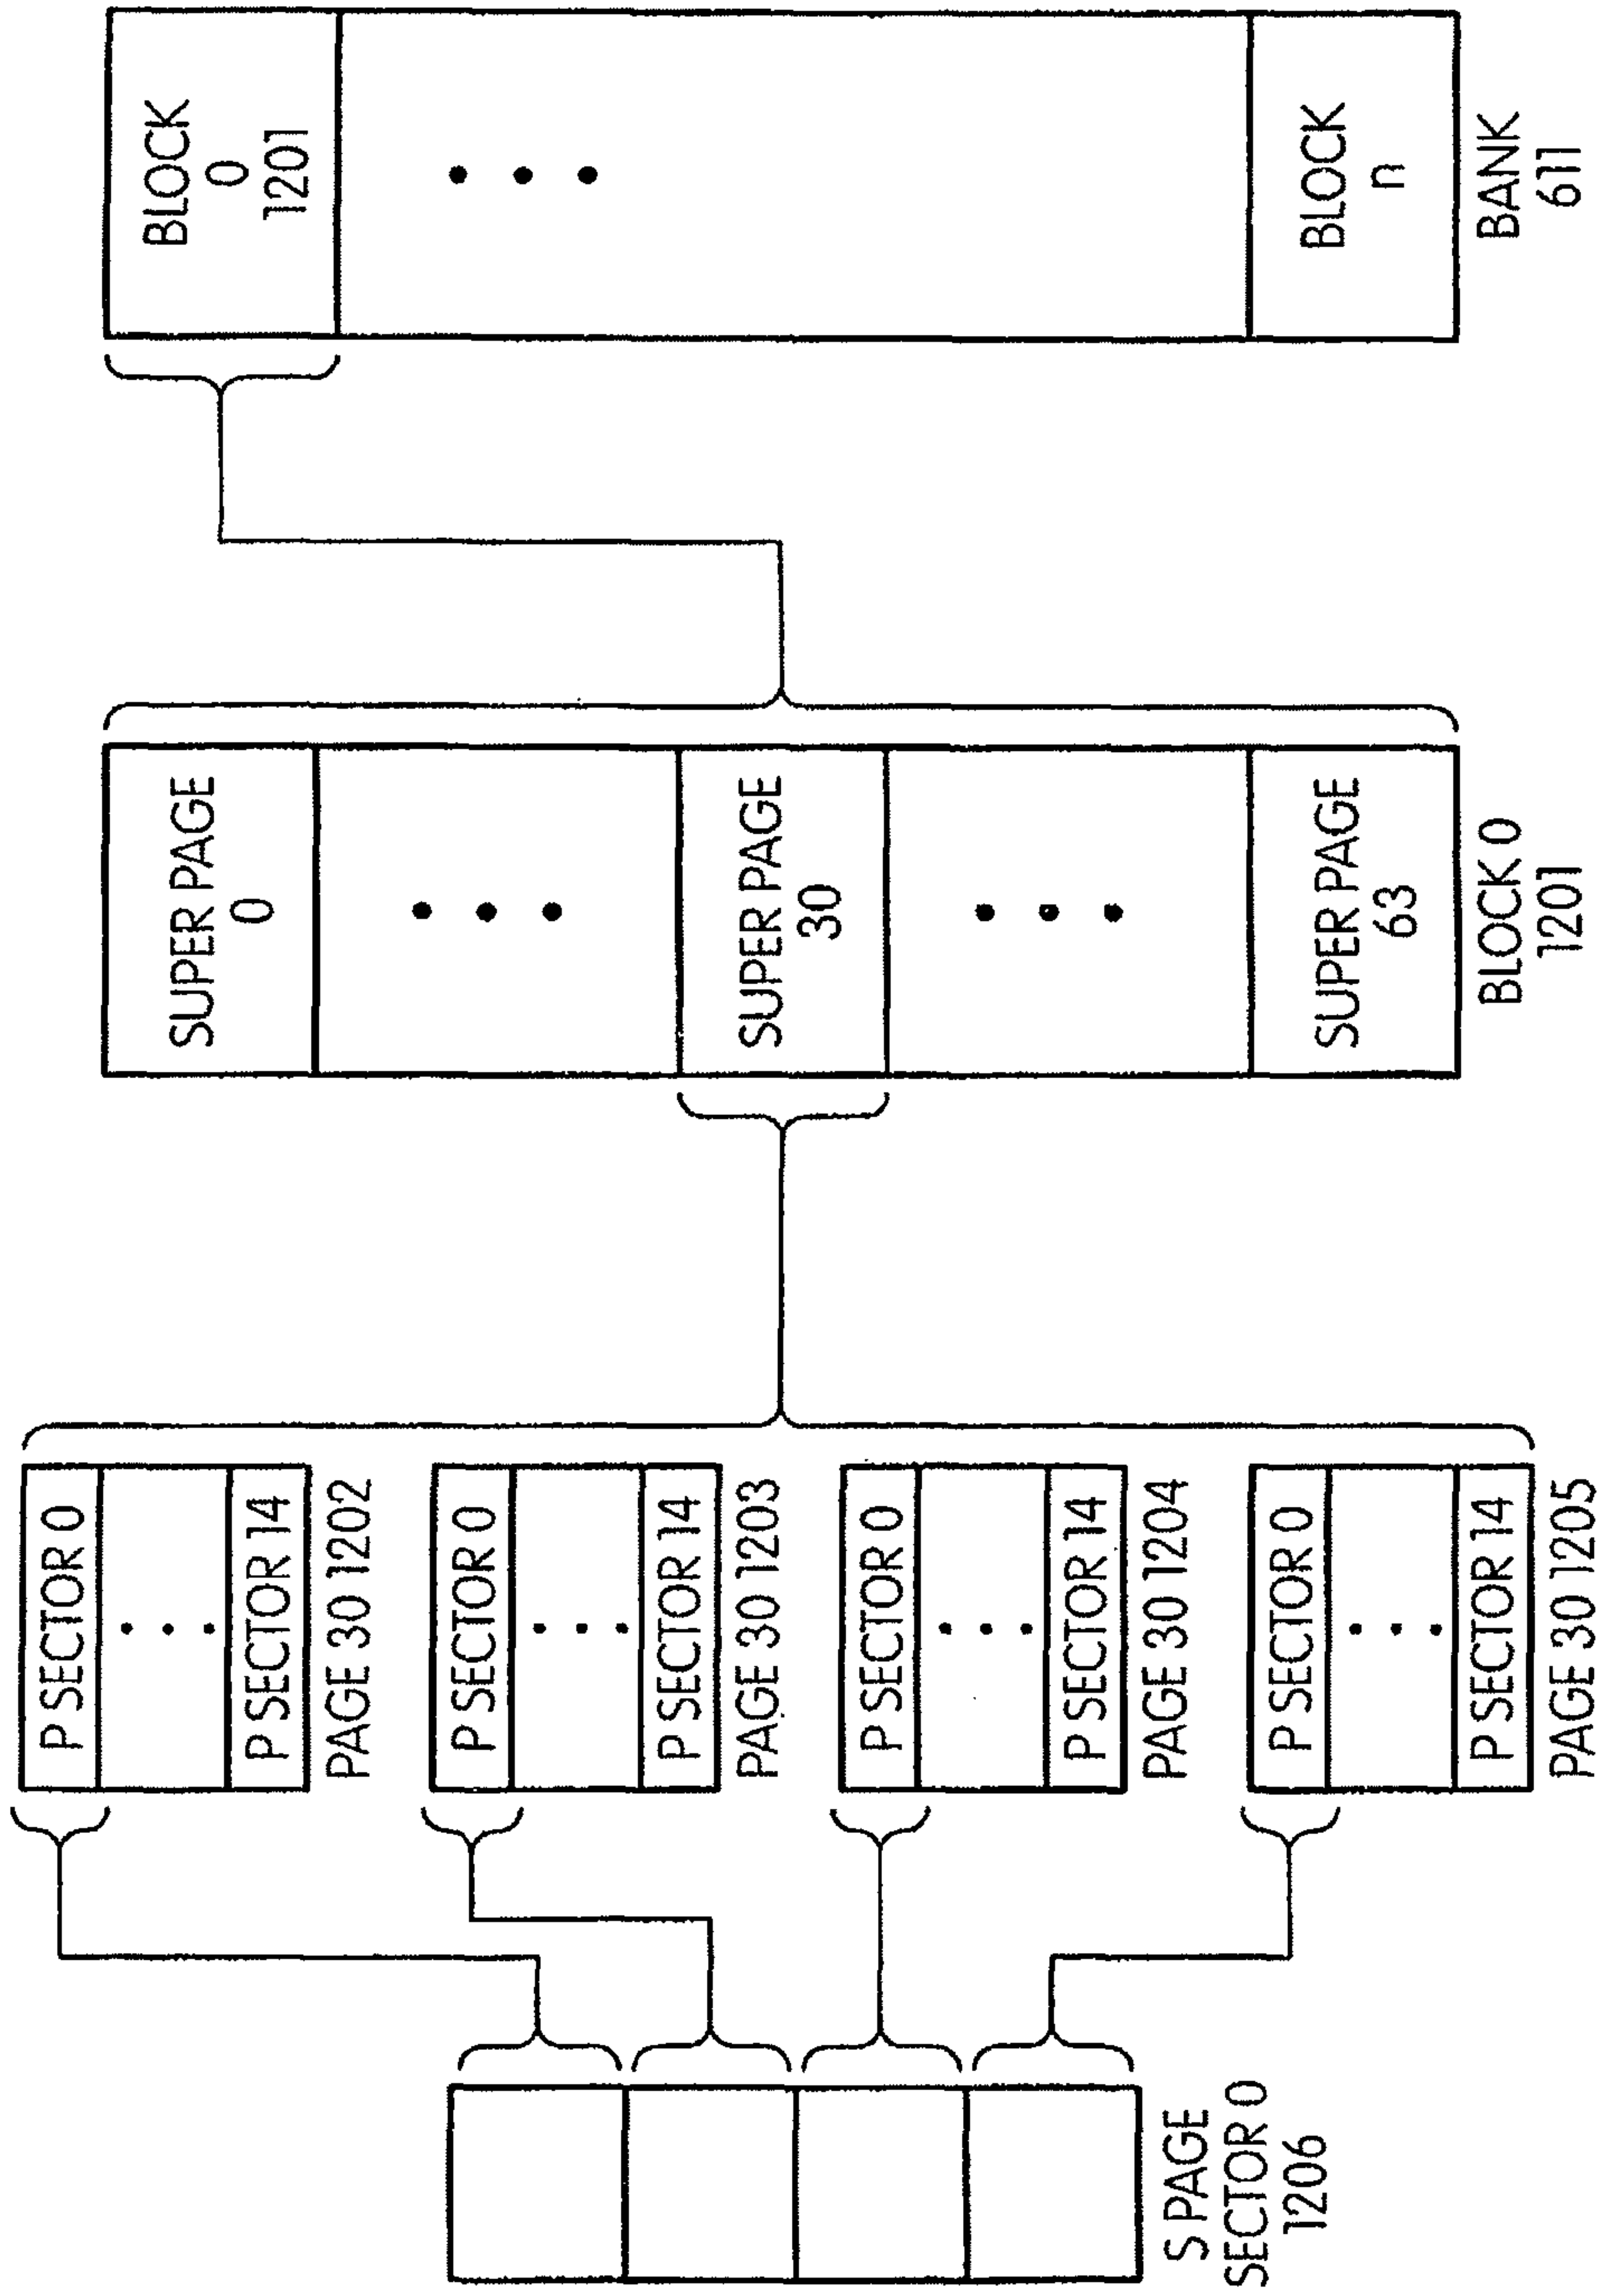 S PAGE
SECTOR 0
1206
P SECTOR 0
P SECTOR 14
PAGE 30 1202
P SECTOR 0
P SECTOR 14
PAGE 30 1203
P SECTOR 0
P SECTOR 14
PAGE 30 1204
P SECTOR 0
P SECTOR 14
PAGE 30 1205
SUPER PAGE
0
SUPER PAGE
30
SUPER PAGE
63
BLOCK 0
1201
BLOCK
0
1201
BLOCK
n
BANK
611